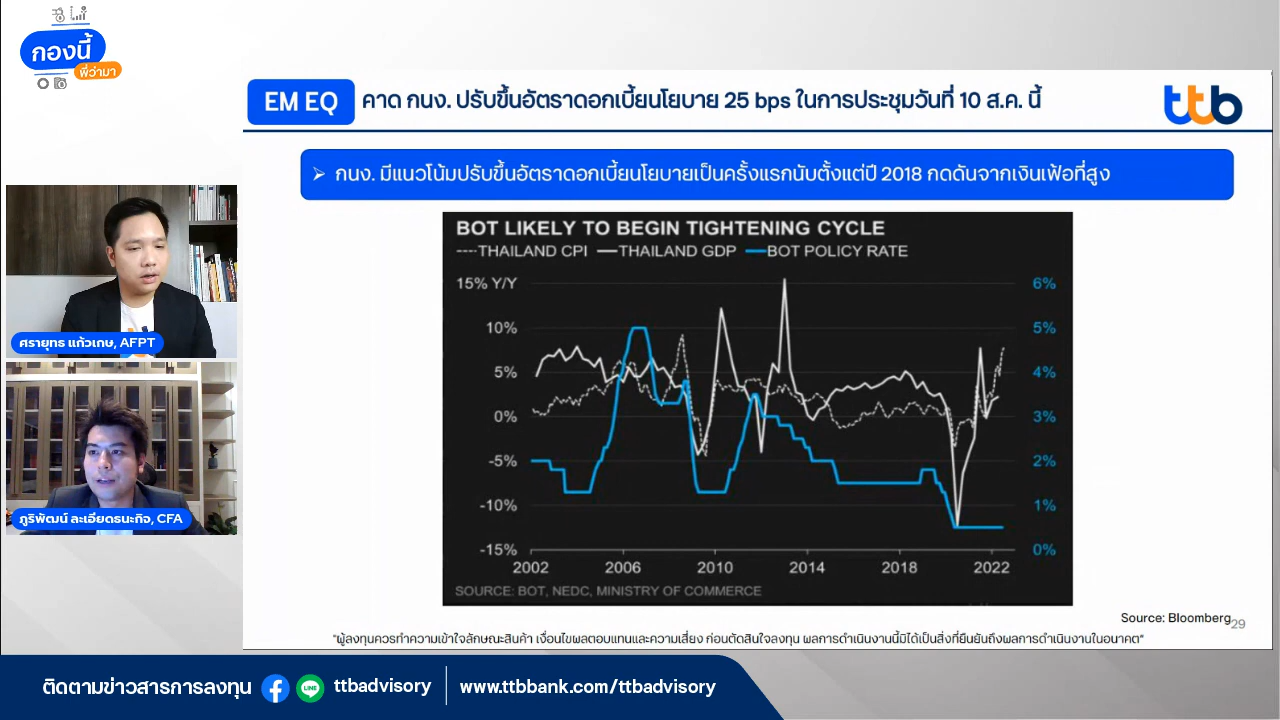 กองนี้
พี่ว่ามา
EM EQ
คาด กนง. ปรับขึ้นอัตราดอกเบี้ยนโยบาย 25 bps ในการประชุมวันที่ 10 ส.ค. นี้
ttb
➢ กนง. มีแนวโน้มปรับขึ้นอัตราดอกเบี้ยนโยบายเป็นครั้งแรกนับตั้งแต่ปี 2018 กดดันจากเงินเฟ้อที่สูง
BOT LIKELY TO BEGIN TIGHTENING CYCLE
THAILAND CPI THAILAND GDP BOT POLICY RATE
15% Y/Y 6%
10% 5%
5% 4%
0% 3%
-5% 2%
-10% 1%
-15% 0%
2002 2006 2010 2014 2018 2022
SOURCE: BOT, NEDC, MINISTRY OF COMMERCE
Source: Bloomberg
29
"ผู้ลงทุนควรทำความเข้าใจลักษณะสินค้า เงื่อนไขผลตอบแทนและความเสี่ยง ก่อนตัดสินใจลงทุน ผลการดำเนินงานนี้มิได้เป็นสิ่งที่ยืนยันถึงผลการดำเนินงานในอนาคต"
ศรายุทธ แก้วเกษ, AFPT
ภูริพัฒน์ ละเอียดธนะกิจ, CFA
ติดตามข่าวสารการลงทุน
LINE
ttbadvisory
www.ttbbank.com/ttbadvisory